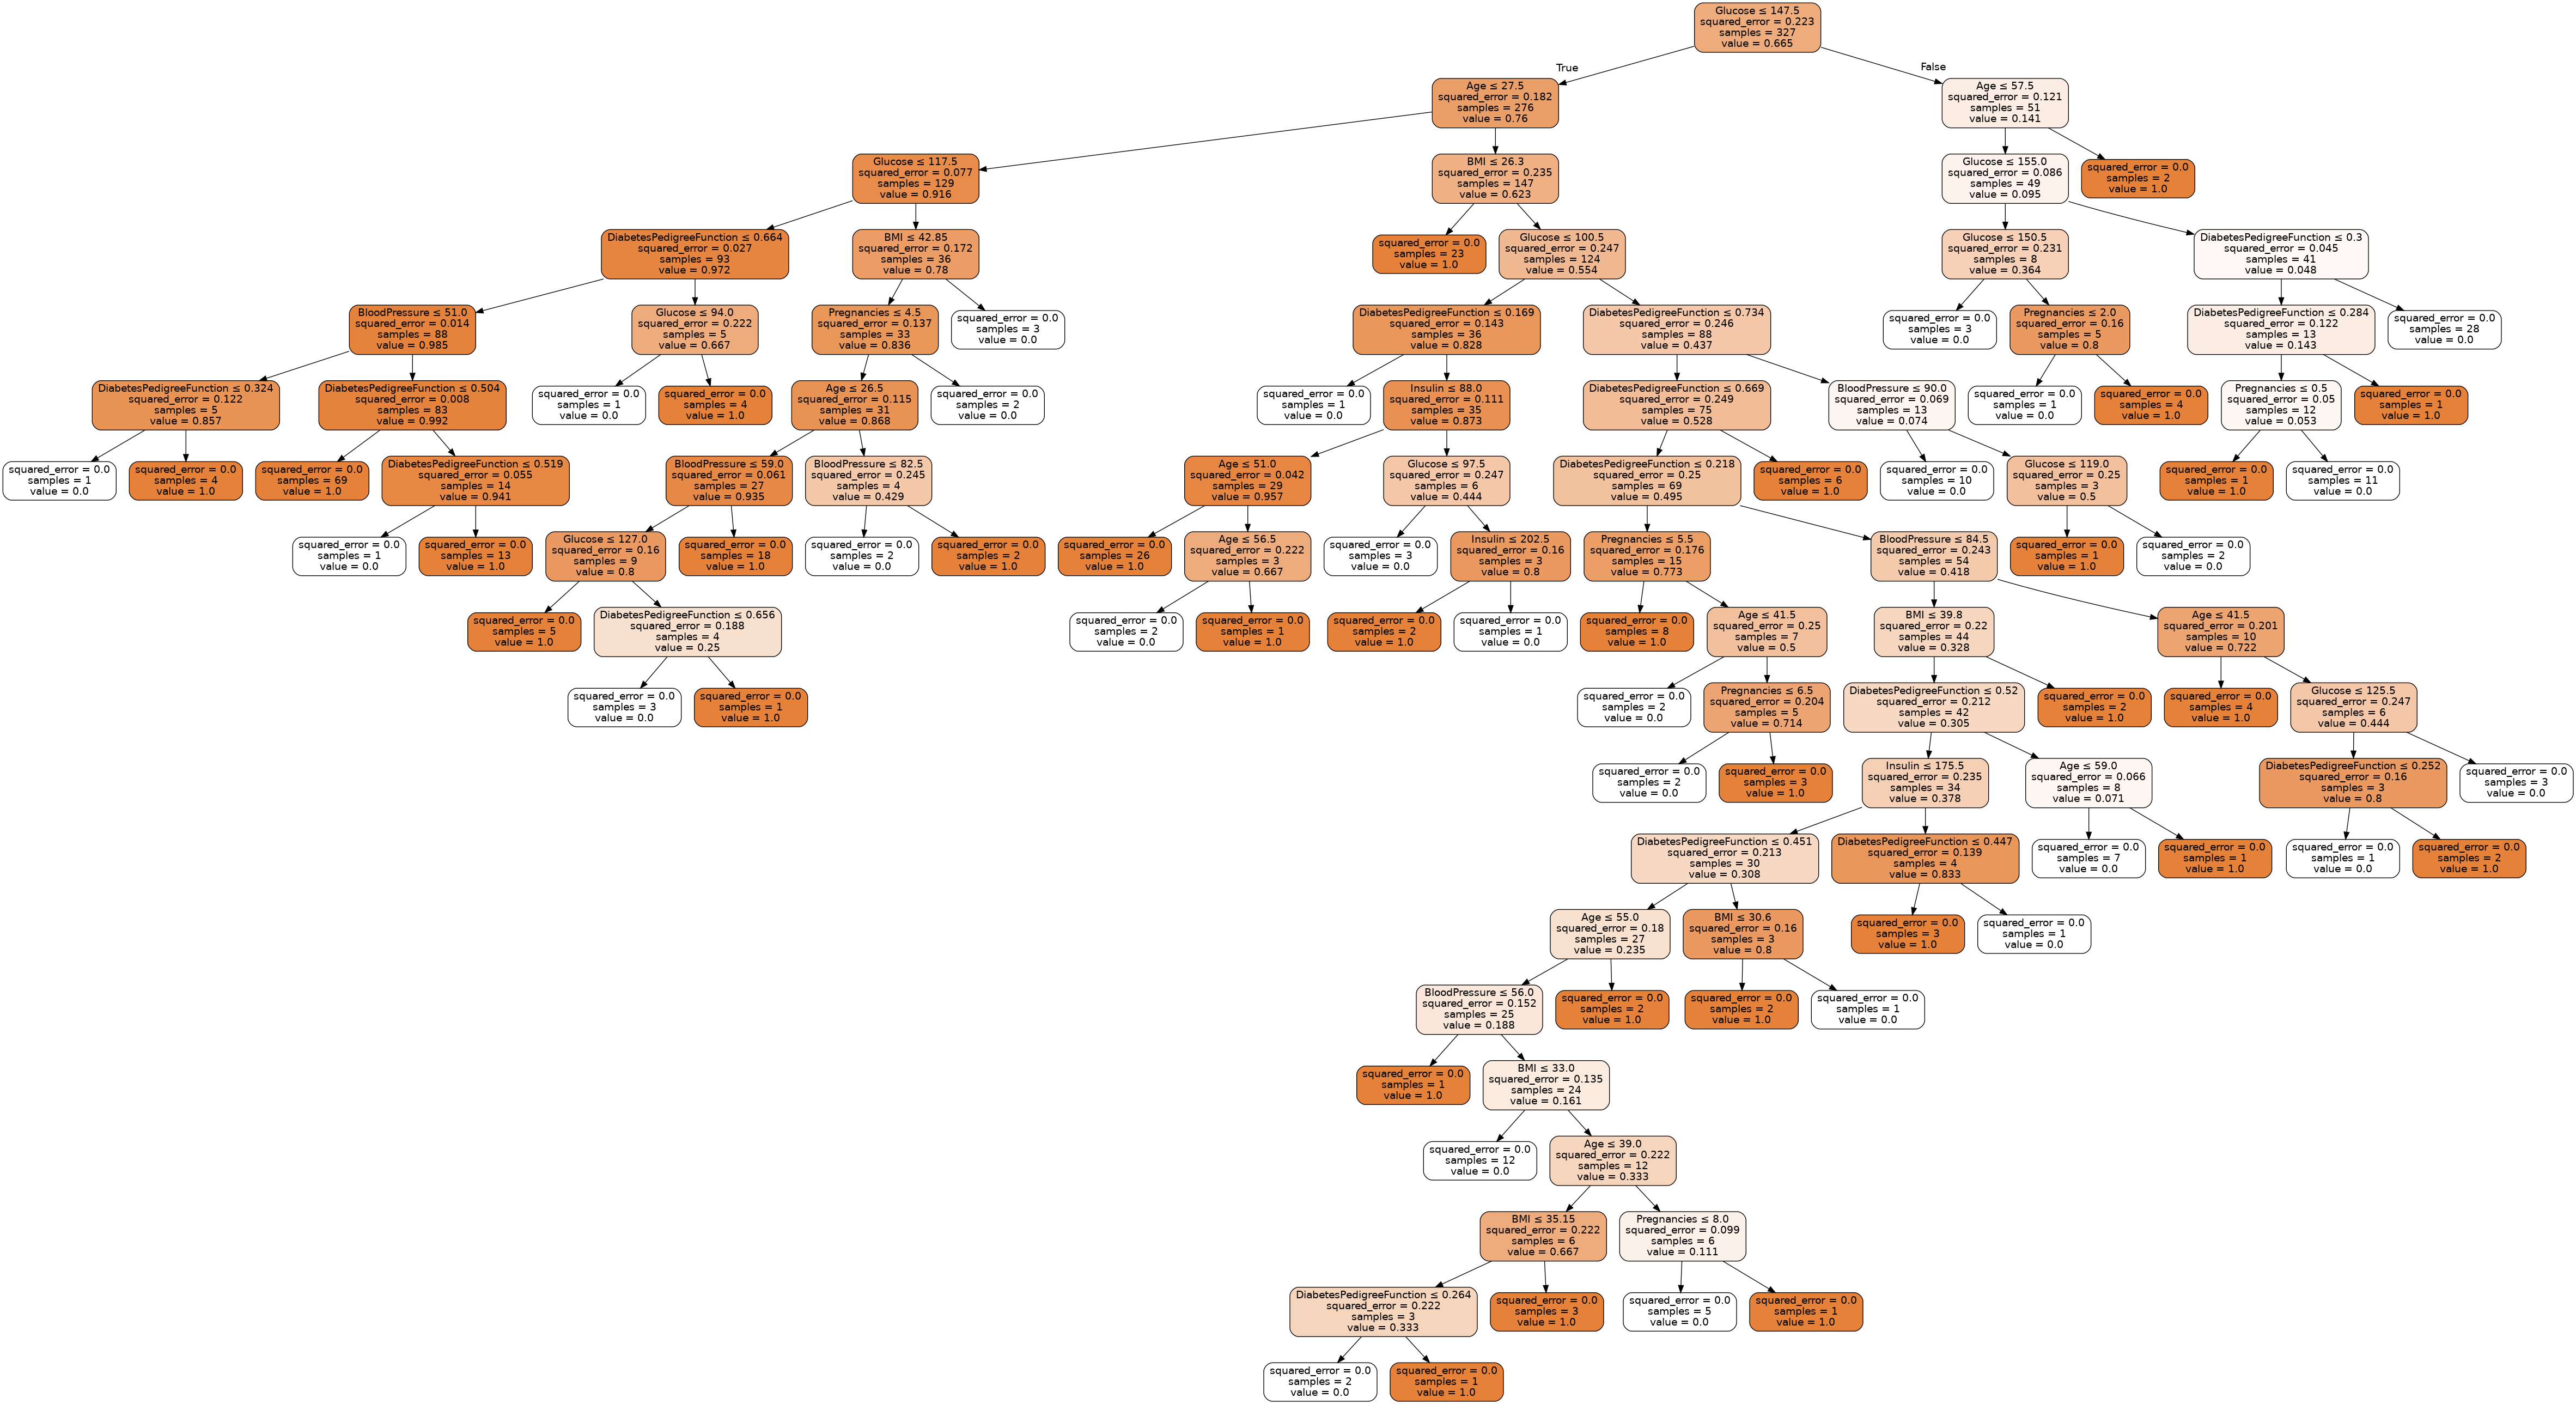 Glucose ≤ 147.5
squared_error = 0.223
samples = 327
value = 0.665
True
False
Age ≤ 27.5
squared_error = 0.182
samples = 276
value = 0.76
Age ≤ 57.5
squared_error = 0.121
samples = 51
value = 0.141
Glucose ≤ 117.5
squared_error = 0.077
samples = 129
value = 0.916
BMI ≤ 26.3
squared_error = 0.235
samples = 147
value = 0.623
Glucose ≤ 155.0
squared_error = 0.086
samples = 49
value = 0.095
squared_error = 0.0
samples = 2
value = 1.0
DiabetesPedigreeFunction ≤ 0.664
squared_error = 0.027
samples = 93
value = 0.972
BMI ≤ 42.85
squared_error = 0.172
samples = 36
value = 0.78
squared_error = 0.0
samples = 23
value = 1.0
Glucose ≤ 100.5
squared_error = 0.247
samples = 124
value = 0.554
Glucose ≤ 150.5
squared_error = 0.231
samples = 8
value = 0.364
DiabetesPedigreeFunction ≤ 0.3
squared_error = 0.045
samples = 41
value = 0.048
BloodPressure ≤ 51.0
squared_error = 0.014
samples = 88
value = 0.985
Glucose ≤ 94.0
squared_error = 0.222
samples = 5
value = 0.667
Pregnancies ≤ 4.5
squared_error = 0.137
samples = 33
value = 0.836
squared_error = 0.0
samples = 3
value = 0.0
DiabetesPedigreeFunction ≤ 0.169
squared_error = 0.143
samples = 36
value = 0.828
DiabetesPedigreeFunction ≤ 0.734
squared_error = 0.246
samples = 88
value = 0.437
squared_error = 0.0
samples = 3
value = 0.0
Pregnancies ≤ 2.0
squared_error = 0.16
samples = 5
value = 0.8
DiabetesPedigreeFunction ≤ 0.284
squared_error = 0.122
samples = 13
value = 0.143
squared_error = 0.0
samples = 28
value = 0.0
DiabetesPedigreeFunction ≤ 0.324
squared_error = 0.122
samples = 5
value = 0.857
DiabetesPedigreeFunction ≤ 0.504
squared_error = 0.008
samples = 83
value = 0.992
squared_error = 0.0
samples = 1
value = 0.0
squared_error = 0.0
samples = 4
value = 1.0
Age ≤ 26.5
squared_error = 0.115
samples = 31
value = 0.868
squared_error = 0.0
samples = 2
value = 0.0
squared_error = 0.0
samples = 1
value = 0.0
Insulin ≤ 88.0
squared_error = 0.111
samples = 35
value = 0.873
DiabetesPedigreeFunction ≤ 0.669
squared_error = 0.249
samples = 75
value = 0.528
BloodPressure ≤ 90.0
squared_error = 0.069
samples = 13
value = 0.074
squared_error = 0.0
samples = 1
value = 0.0
squared_error = 0.0
samples = 4
value = 1.0
Pregnancies ≤ 0.5
squared_error = 0.05
samples = 12
value = 0.053
squared_error = 0.0
samples = 1
value = 1.0
squared_error = 0.0
samples = 1
value = 0.0
squared_error = 0.0
samples = 4
value = 1.0
squared_error = 0.0
samples = 69
value = 1.0
DiabetesPedigreeFunction ≤ 0.519
squared_error = 0.055
samples = 14
value = 0.941
BloodPressure ≤ 59.0
squared_error = 0.061
samples = 27
value = 0.935
BloodPressure ≤ 82.5
squared_error = 0.245
samples = 4
value = 0.429
Age ≤ 51.0
squared_error = 0.042
samples = 29
value = 0.957
Glucose ≤ 97.5
squared_error = 0.247
samples = 6
value = 0.444
DiabetesPedigreeFunction ≤ 0.218
squared_error = 0.25
samples = 69
value = 0.495
squared_error = 0.0
samples = 6
value = 1.0
squared_error = 0.0
samples = 10
value = 0.0
Glucose ≤ 119.0
squared_error = 0.25
samples = 3
value = 0.5
squared_error = 0.0
samples = 1
value = 1.0
squared_error = 0.0
samples = 11
value = 0.0
squared_error = 0.0
samples = 1
value = 0.0
squared_error = 0.0
samples = 13
value = 1.0
Glucose ≤ 127.0
squared_error = 0.16
samples = 9
value = 0.8
squared_error = 0.0
samples = 18
value = 1.0
squared_error = 0.0
samples = 2
value = 0.0
squared_error = 0.0
samples = 2
value = 1.0
squared_error = 0.0
samples = 26
value = 1.0
Age ≤ 56.5
squared_error = 0.222
samples = 3
value = 0.667
squared_error = 0.0
samples = 3
value = 0.0
Insulin ≤ 202.5
squared_error = 0.16
samples = 3
value = 0.8
Pregnancies ≤ 5.5
squared_error = 0.176
samples = 15
value = 0.773
BloodPressure ≤ 84.5
squared_error = 0.243
samples = 54
value = 0.418
squared_error = 0.0
samples = 1
value = 1.0
squared_error = 0.0
samples = 2
value = 0.0
squared_error = 0.0
samples = 5
value = 1.0
DiabetesPedigreeFunction ≤ 0.656
squared_error = 0.188
samples = 4
value = 0.25
squared_error = 0.0
samples = 2
value = 0.0
squared_error = 0.0
samples = 1
value = 1.0
squared_error = 0.0
samples = 2
value = 1.0
squared_error = 0.0
samples = 1
value = 0.0
squared_error = 0.0
samples = 8
value = 1.0
Age ≤ 41.5
squared_error = 0.25
samples = 7
value = 0.5
BMI ≤ 39.8
squared_error = 0.22
samples = 44
value = 0.328
Age ≤ 41.5
squared_error = 0.201
samples = 10
value = 0.722
squared_error = 0.0
samples = 3
value = 0.0
squared_error = 0.0
samples = 1
value = 1.0
squared_error = 0.0
samples = 2
value = 0.0
Pregnancies ≤ 6.5
squared_error = 0.204
samples = 5
value = 0.714
DiabetesPedigreeFunction ≤ 0.52
squared_error = 0.212
samples = 42
value = 0.305
squared_error = 0.0
samples = 2
value = 1.0
squared_error = 0.0
samples = 4
value = 1.0
Glucose ≤ 125.5
squared_error = 0.247
samples = 6
value = 0.444
squared_error = 0.0
samples = 2
value = 0.0
squared_error = 0.0
samples = 3
value = 1.0
Insulin ≤ 175.5
squared_error = 0.235
samples = 34
value = 0.378
Age ≤ 59.0
squared_error = 0.066
samples = 8
value = 0.071
DiabetesPedigreeFunction ≤ 0.252
squared_error = 0.16
samples = 3
value = 0.8
squared_error = 0.0
samples = 3
value = 0.0
DiabetesPedigreeFunction ≤ 0.451
squared_error = 0.213
samples = 30
value = 0.308
DiabetesPedigreeFunction ≤ 0.447
squared_error = 0.139
samples = 4
value = 0.833
squared_error = 0.0
samples = 7
value = 0.0
squared_error = 0.0
samples = 1
value = 1.0
squared_error = 0.0
samples = 1
value = 0.0
squared_error = 0.0
samples = 2
value = 1.0
Age ≤ 55.0
squared_error = 0.18
samples = 27
value = 0.235
BMI ≤ 30.6
squared_error = 0.16
samples = 3
value = 0.8
squared_error = 0.0
samples = 3
value = 1.0
squared_error = 0.0
samples = 1
value = 0.0
BloodPressure ≤ 56.0
squared_error = 0.152
samples = 25
value = 0.188
squared_error = 0.0
samples = 2
value = 1.0
squared_error = 0.0
samples = 2
value = 1.0
squared_error = 0.0
samples = 1
value = 0.0
squared_error = 0.0
samples = 1
value = 1.0
BMI ≤ 33.0
squared_error = 0.135
samples = 24
value = 0.161
squared_error = 0.0
samples = 12
value = 0.0
Age ≤ 39.0
squared_error = 0.222
samples = 12
value = 0.333
BMI ≤ 35.15
squared_error = 0.222
samples = 6
value = 0.667
Pregnancies ≤ 8.0
squared_error = 0.099
samples = 6
value = 0.111
DiabetesPedigreeFunction ≤ 0.264
squared_error = 0.222
samples = 3
value = 0.333
squared_error = 0.0
samples = 3
value = 1.0
squared_error = 0.0
samples = 5
value = 0.0
squared_error = 0.0
samples = 1
value = 1.0
squared_error = 0.0
samples = 2
value = 0.0
squared_error = 0.0
samples = 1
value = 1.0